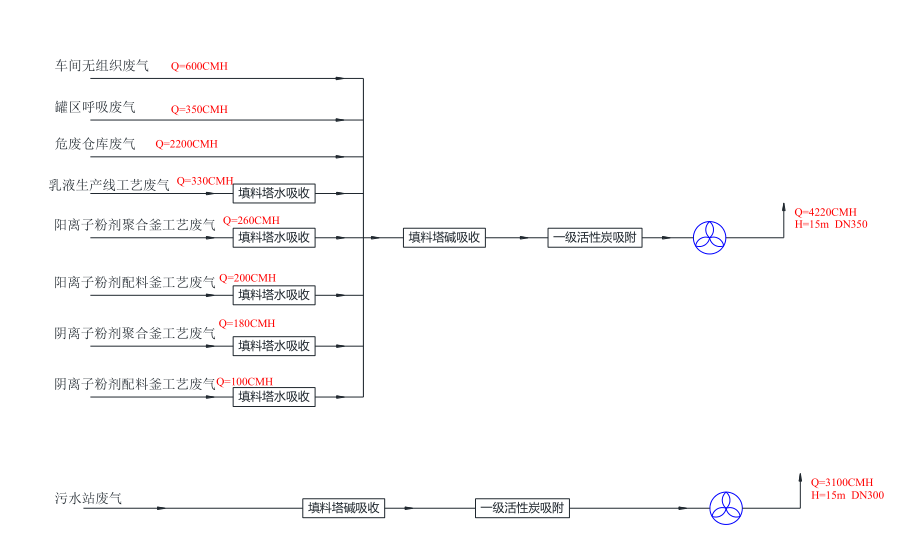 车间无组织废气 Q=600CMH
罐区呼吸废气 Q=350CMH
危废仓库废气 Q=2200CMH
乳液生产线工艺废气 Q=330CMH
填料塔水吸收
阳离子粉剂聚合釜工艺废气 Q=260CMH
填料塔水吸收
填料塔碱吸收
一级活性炭吸附
Q=4220CMH
H=15m DN350
阳离子粉剂配料釜工艺废气 Q=200CMH
填料塔水吸收
阴离子粉剂聚合釜工艺废气 Q=180CMH
填料塔水吸收
阴离子粉剂配料釜工艺废气 Q=100CMH
填料塔水吸收
污水站废气
填料塔碱吸收
一级活性炭吸附
Q=3100CMH
H=15m DN300